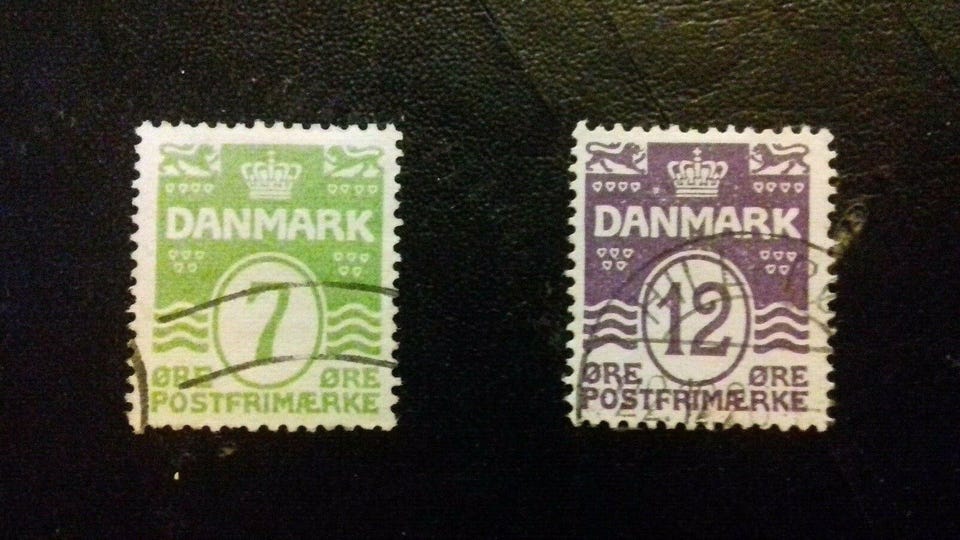 DANMARK
7
ØRE ØRE
POSTFRIMÆRKE
DANMARK
12
ØRE ØRE
POSTFRIMÆRKE